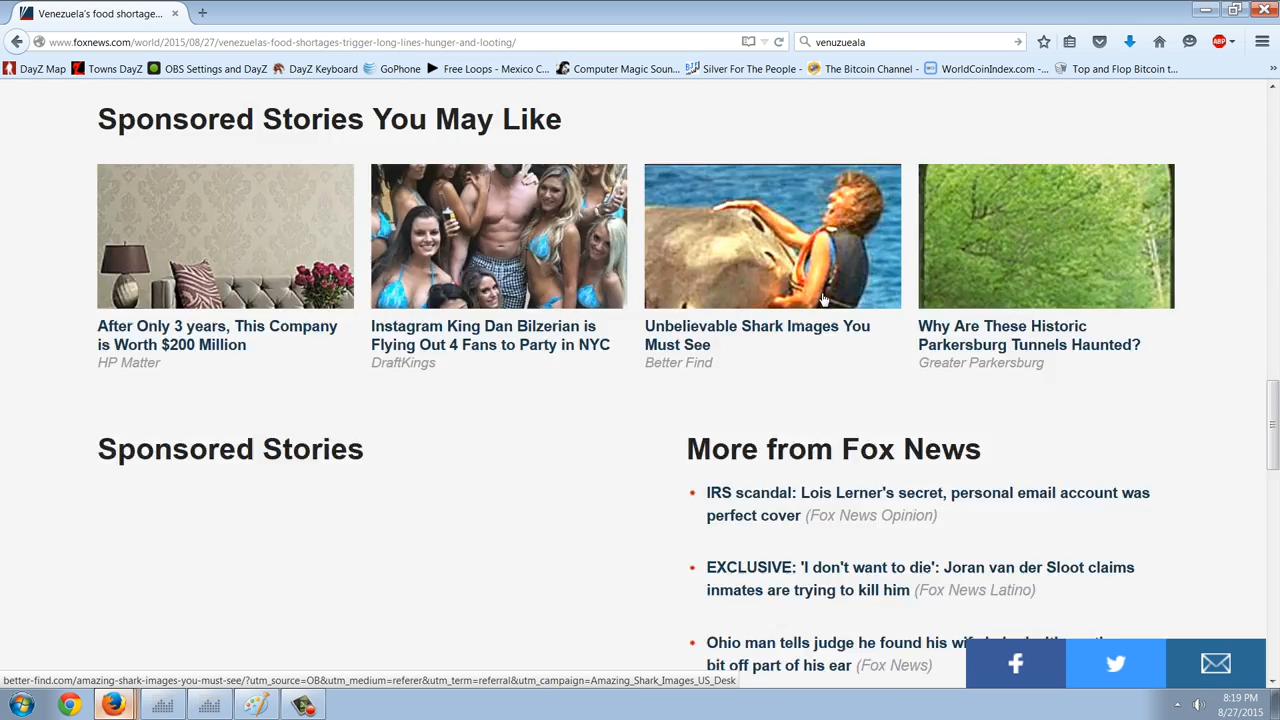 Venezuela's food shortage...
www.foxnews.com/world/2015/08/27/venezuelas-food-shortages-trigger-long-lines-hunger-and-looting/
venuzueala
ABP
DayZ Map
Towns DayZ
OBS Settings and DayZ
DayZ Keyboard
GoPhone
Free Loops - Mexico C...
Computer Magic Soun...
Silver For The People - ...
The Bitcoin Channel - ...
WorldCoinIndex.com -...
Top and Flop Bitcoin t...
Sponsored Stories You May Like
After Only 3 years, This Company
is Worth $200 Million
HP Matter
Instagram King Dan Bilzerian is
Flying Out 4 Fans to Party in NYC
DraftKings
Unbelievable Shark Images You
Must See
Better Find
Why Are These Historic
Parkersburg Tunnels Haunted?
Greater Parkersburg
Sponsored Stories
More from Fox News
IRS scandal: Lois Lerner's secret, personal email account was
perfect cover (Fox News Opinion)
EXCLUSIVE: 'I don't want to die': Joran van der Sloot claims
inmates are trying to kill him (Fox News Latino)
Ohio man tells judge he found his
bit off part of his ear (Fox News)
better-find.com/amazing-shark-images-you-must-see/?utm_source=OB&utm_medium=referer&utm_term=referral&utm_campaign=Amazing_Shark_Images_US_Desk
8:19 PM
8/27/2015